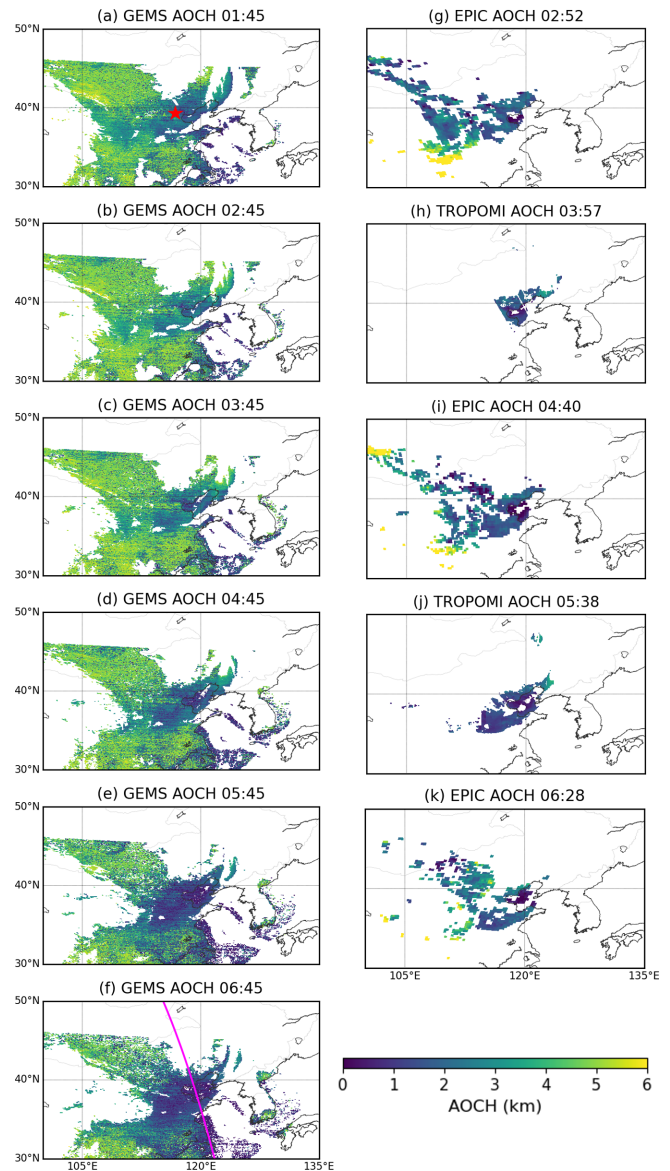 (a) GEMS AOCH 01:45
50°N
40°N
30°N
(b) GEMS AOCH 02:45
50°N
40°N
30°N
(c) GEMS AOCH 03:45
50°N
40°N
30°N
(d) GEMS AOCH 04:45
50°N
40°N
30°N
(e) GEMS AOCH 05:45
50°N
40°N
30°N
(f) GEMS AOCH 06:45
50°N
40°N
30°N
105°E 120°E 135°E
(g) EPIC AOCH 02:52
(h) TROPOMI AOCH 03:57
(i) EPIC AOCH 04:40
(j) TROPOMI AOCH 05:38
(k) EPIC AOCH 06:28
105°E 120°E 135°E
0 1 2 3 4 5 6
AOCH (km)